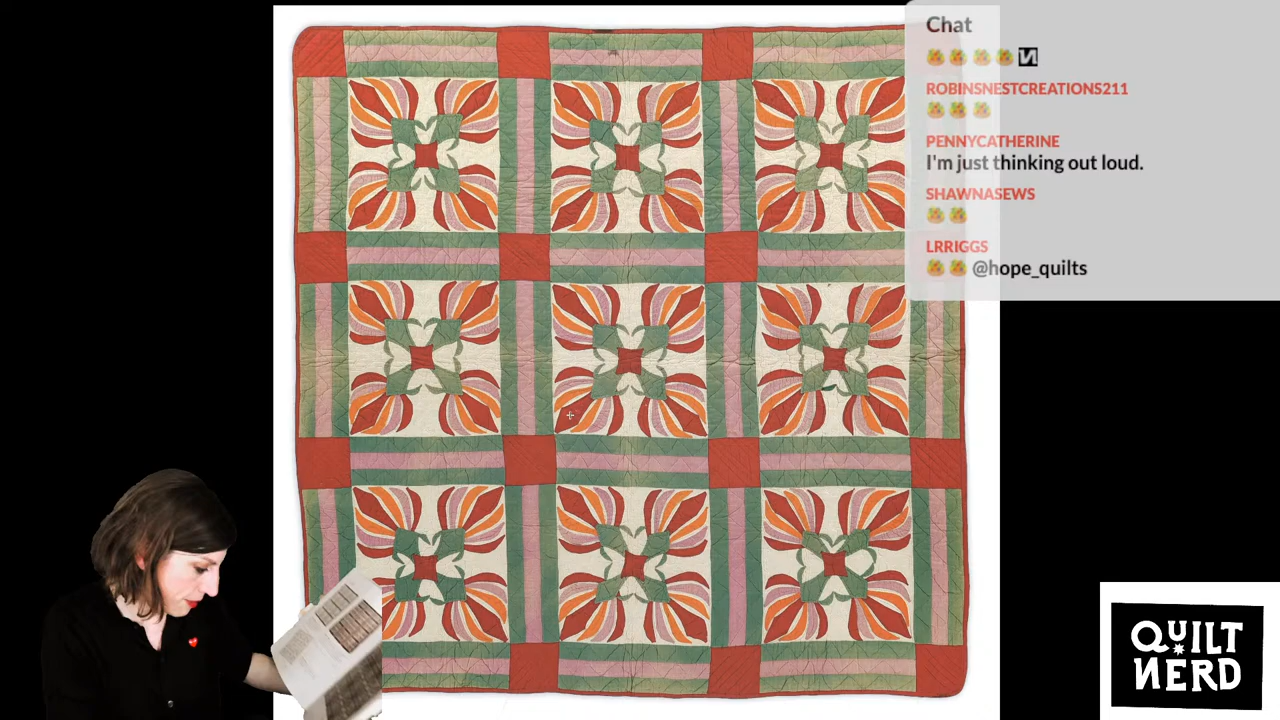 Chat
ROBINSNESTCREATIONS211
PENNYCATHERINE
I'm just thinking out loud.
SHAWNASEWS
LRRIGGS
@hope_quilts
QUILT
NERD